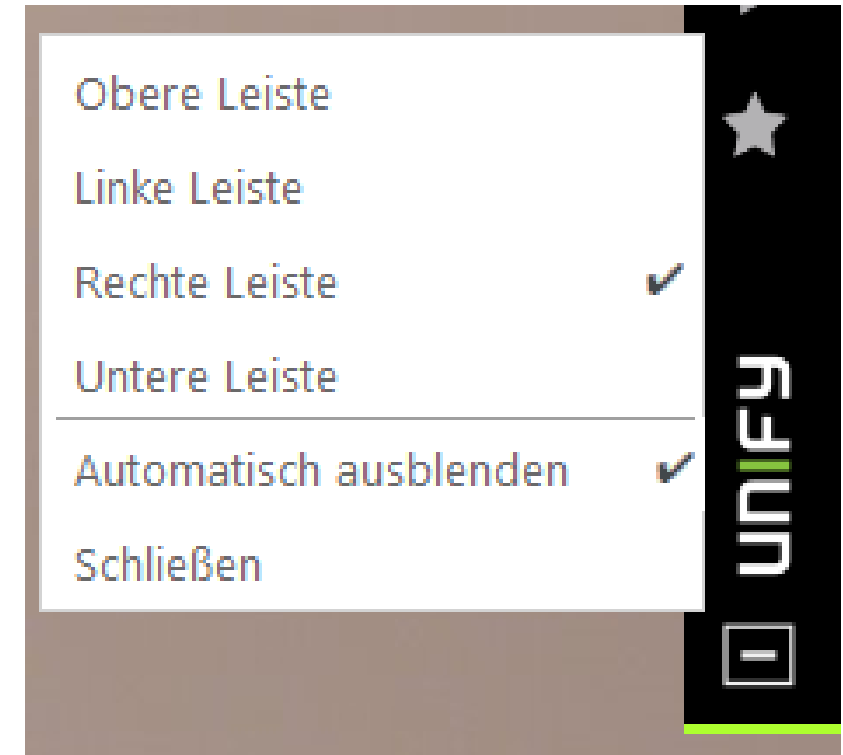 Obere Leiste
Linke Leiste
Rechte Leiste
Untere Leiste
Automatisch ausblenden
Schließen
UNIFY